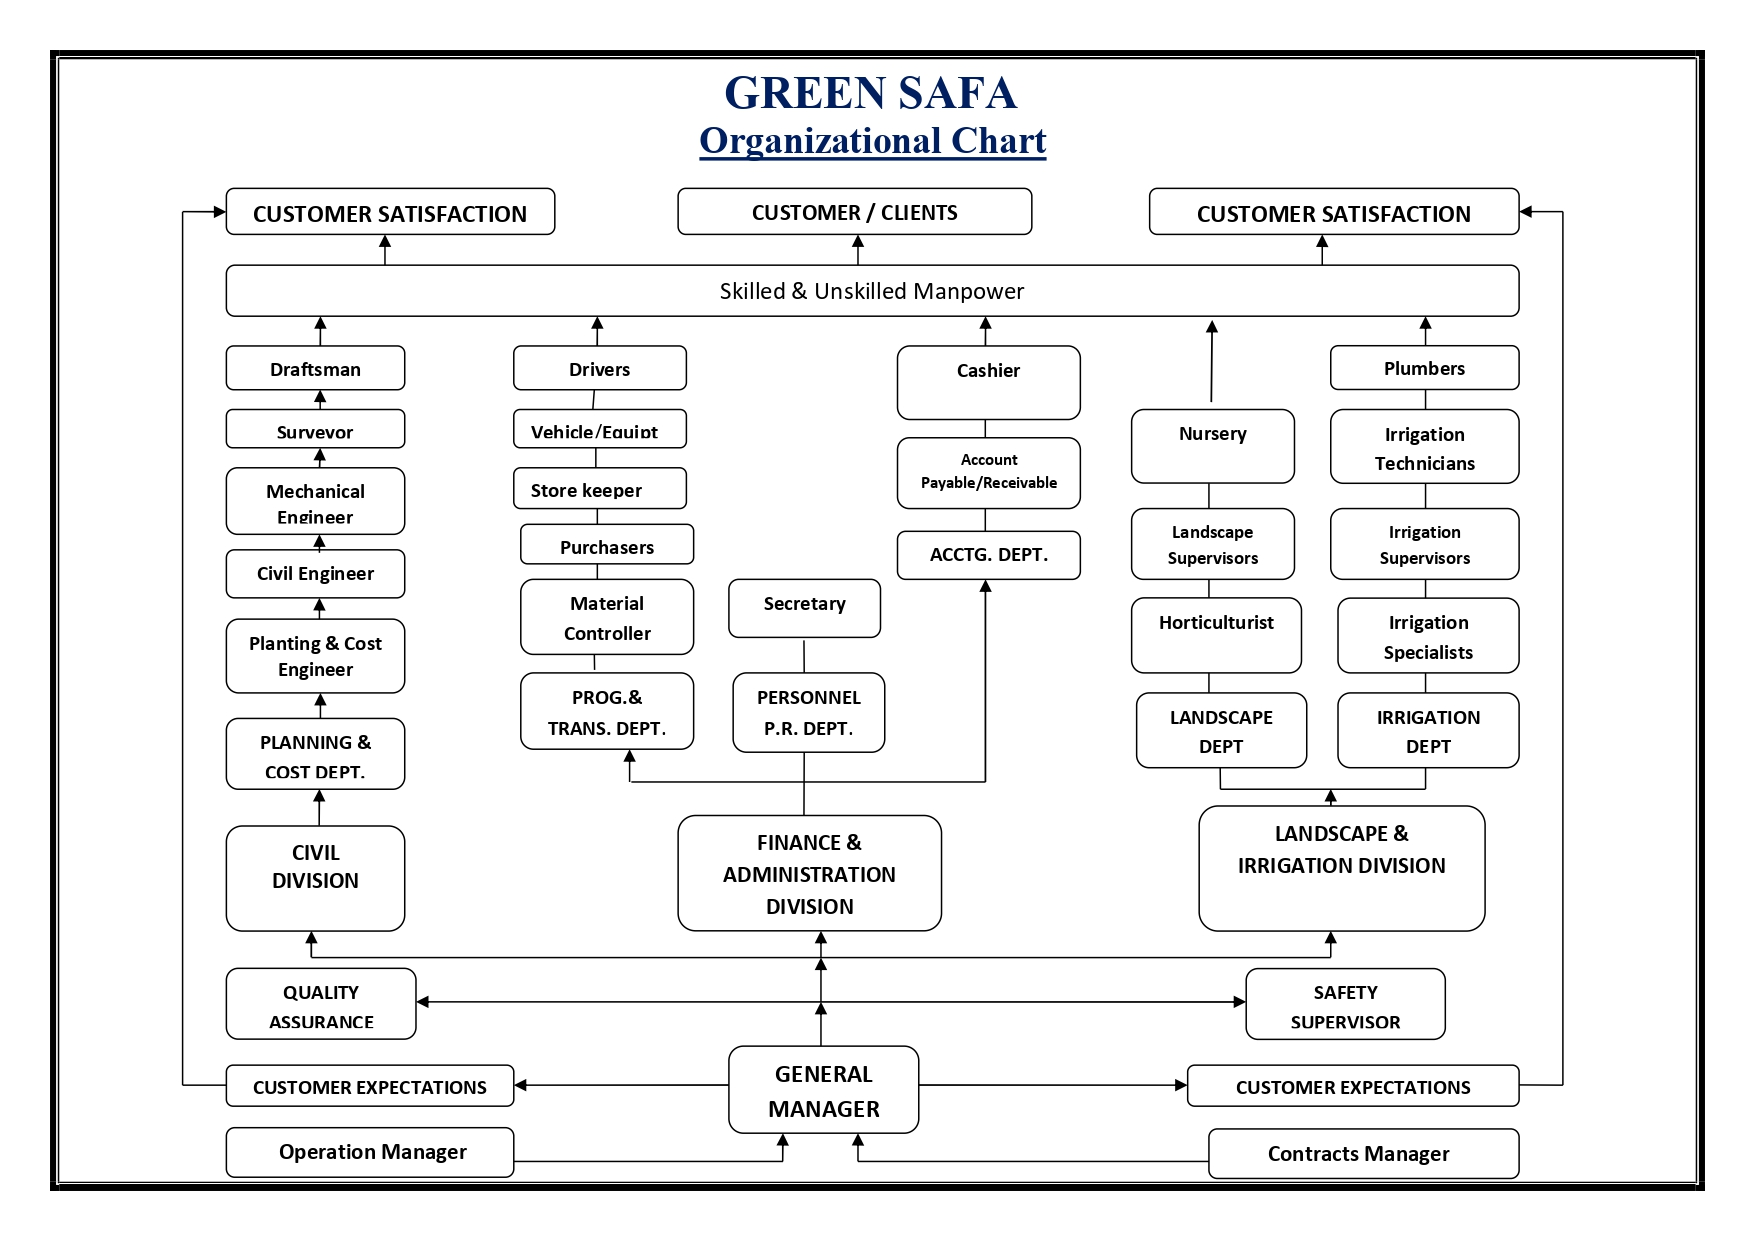 GREEN SAFA
Organizational Chart
CUSTOMER SATISFACTION
CUSTOMER / CLIENTS
CUSTOMER SATISFACTION
Skilled & Unskilled Manpower
Draftsman
Surveyor
Mechanical
Engineer
Civil Engineer
Planting & Cost
Engineer
PLANNING &
COST DEPT.
CIVIL
DIVISION
Drivers
Vehicle/Equipt
Store keeper
Purchasers
Material
Controller
PROG.&
TRANS. DEPT.
Secretary
PERSONNEL
P.R. DEPT.
Cashier
Account
Payable/Receivable
ACCTG. DEPT.
FINANCE &
ADMINISTRATION
DIVISION
Nursery
Landscape
Supervisors
Horticulturist
LANDSCAPE
DEPT
Plumbers
Irrigation
Technicians
Irrigation
Supervisors
Irrigation
Specialists
IRRIGATION
DEPT
LANDSCAPE &
IRRIGATION DIVISION
QUALITY
ASSURANCE
SAFETY
SUPERVISOR
CUSTOMER EXPECTATIONS
GENERAL
MANAGER
CUSTOMER EXPECTATIONS
Operation Manager
Contracts Manager